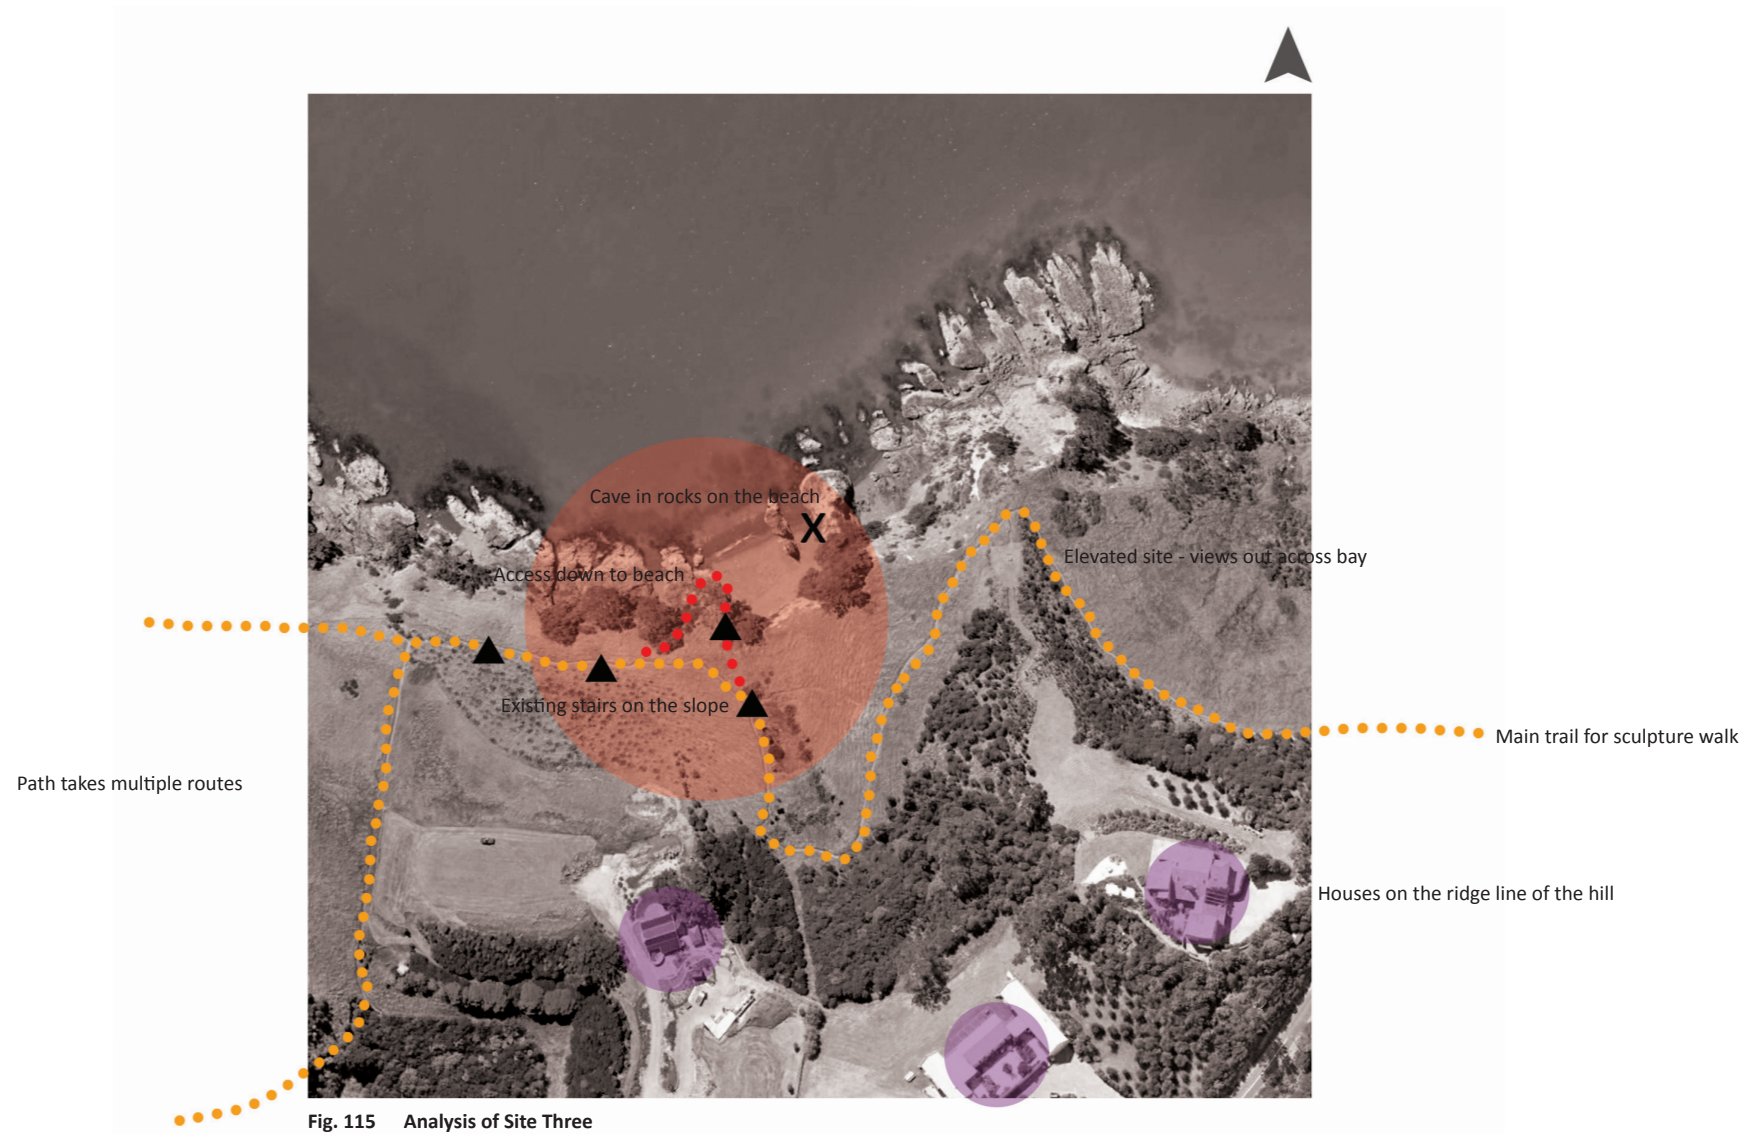 Cave in rocks on the beach
X
Elevated site - views out across bay
Access down to beach
Existing stairs on the slope
Main trail for sculpture walk
Path takes multiple routes
Houses on the ridge line of the hill
Fig. 115 Analysis of Site Three